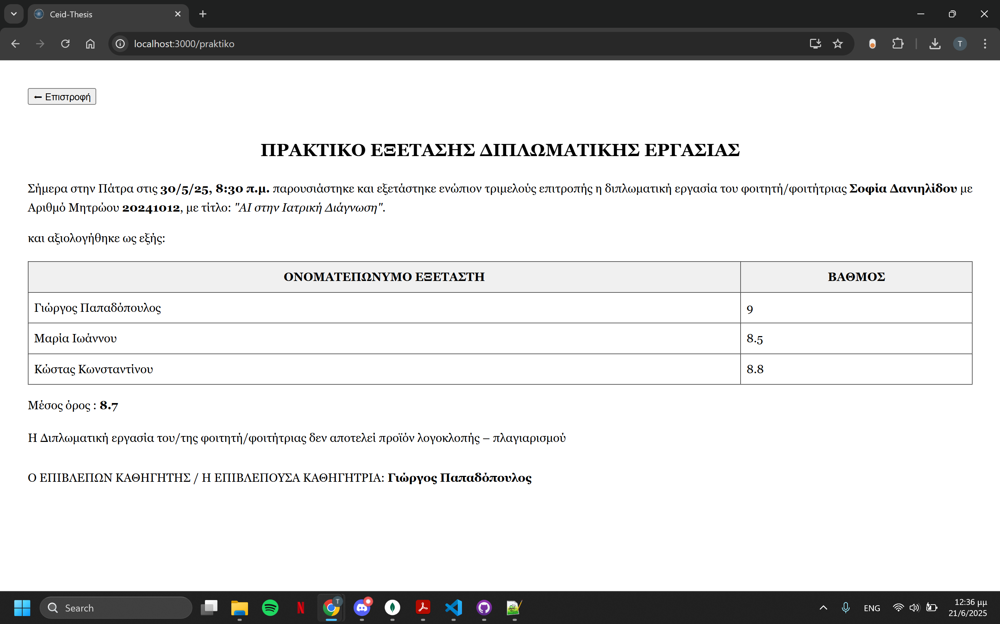 Ceid-Thesis
localhost:3000/praktiko
T
← Επιστροφή
ΠΡΑΚΤΙΚΟ ΕΞΕΤΑΣΗΣ ΔΙΠΛΩΜΑΤΙΚΗΣ ΕΡΓΑΣΙΑΣ
Σήμερα στην Πάτρα στις 30/5/25, 8:30 π.μ. παρουσιάστηκε και εξετάστηκε ενώπιον τριμελούς επιτροπής η διπλωματική εργασία του φοιτητή/φοιτήτριας Σοφία Δανιηλίδου με
Αριθμό Μητρώου 20241012, με τίτλο: "AI στην Ιατρική Διάγνωση".
και αξιολογήθηκε ως εξής:
ΟΝΟΜΑΤΕΠΩΝΥΜΟ ΕΞΕΤΑΣΤΗ ΒΑΘΜΟΣ
Γιώργος Παπαδόπουλος 9
Μαρία Ιωάννου 8.5
Κώστας Κωνσταντίνου 8.8
Μέσος όρος : 8.7
Η Διπλωματική εργασία του/της φοιτητή/φοιτήτριας δεν αποτελεί προϊόν λογοκλοπής – πλαγιαρισμού
Ο ΕΠΙΒΛΕΠΩΝ ΚΑΘΗΓΗΤΗΣ / Η ΕΠΙΒΛΕΠΟΥΣΑ ΚΑΘΗΓΗΤΡΙΑ: Γιώργος Παπαδόπουλος
Search
T
ENG
12:36 μμ
21/6/2025